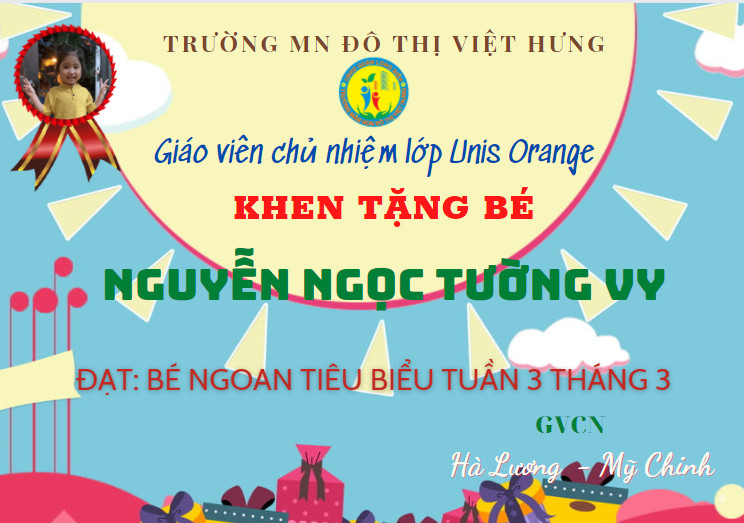 TRƯỜNG MN ĐÔ THỊ VIỆT HƯNG
Giáo viên chủ nhiệm lớp Unis Orange
KHEN TẶNG BÉ
NGUYỄN NGỌC TƯỜNG VY
ĐẠT: BÉ NGOAN TIÊU BIỂU TUẦN 3 THÁNG 3
GVCN
Hà Lương - Mỹ Chinh